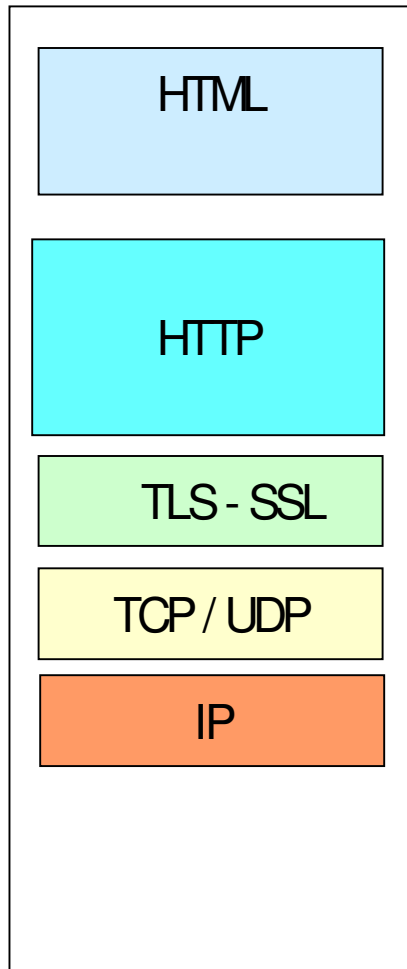 HTML
HTTP
TLS - SSL
TCP / UDP
IP